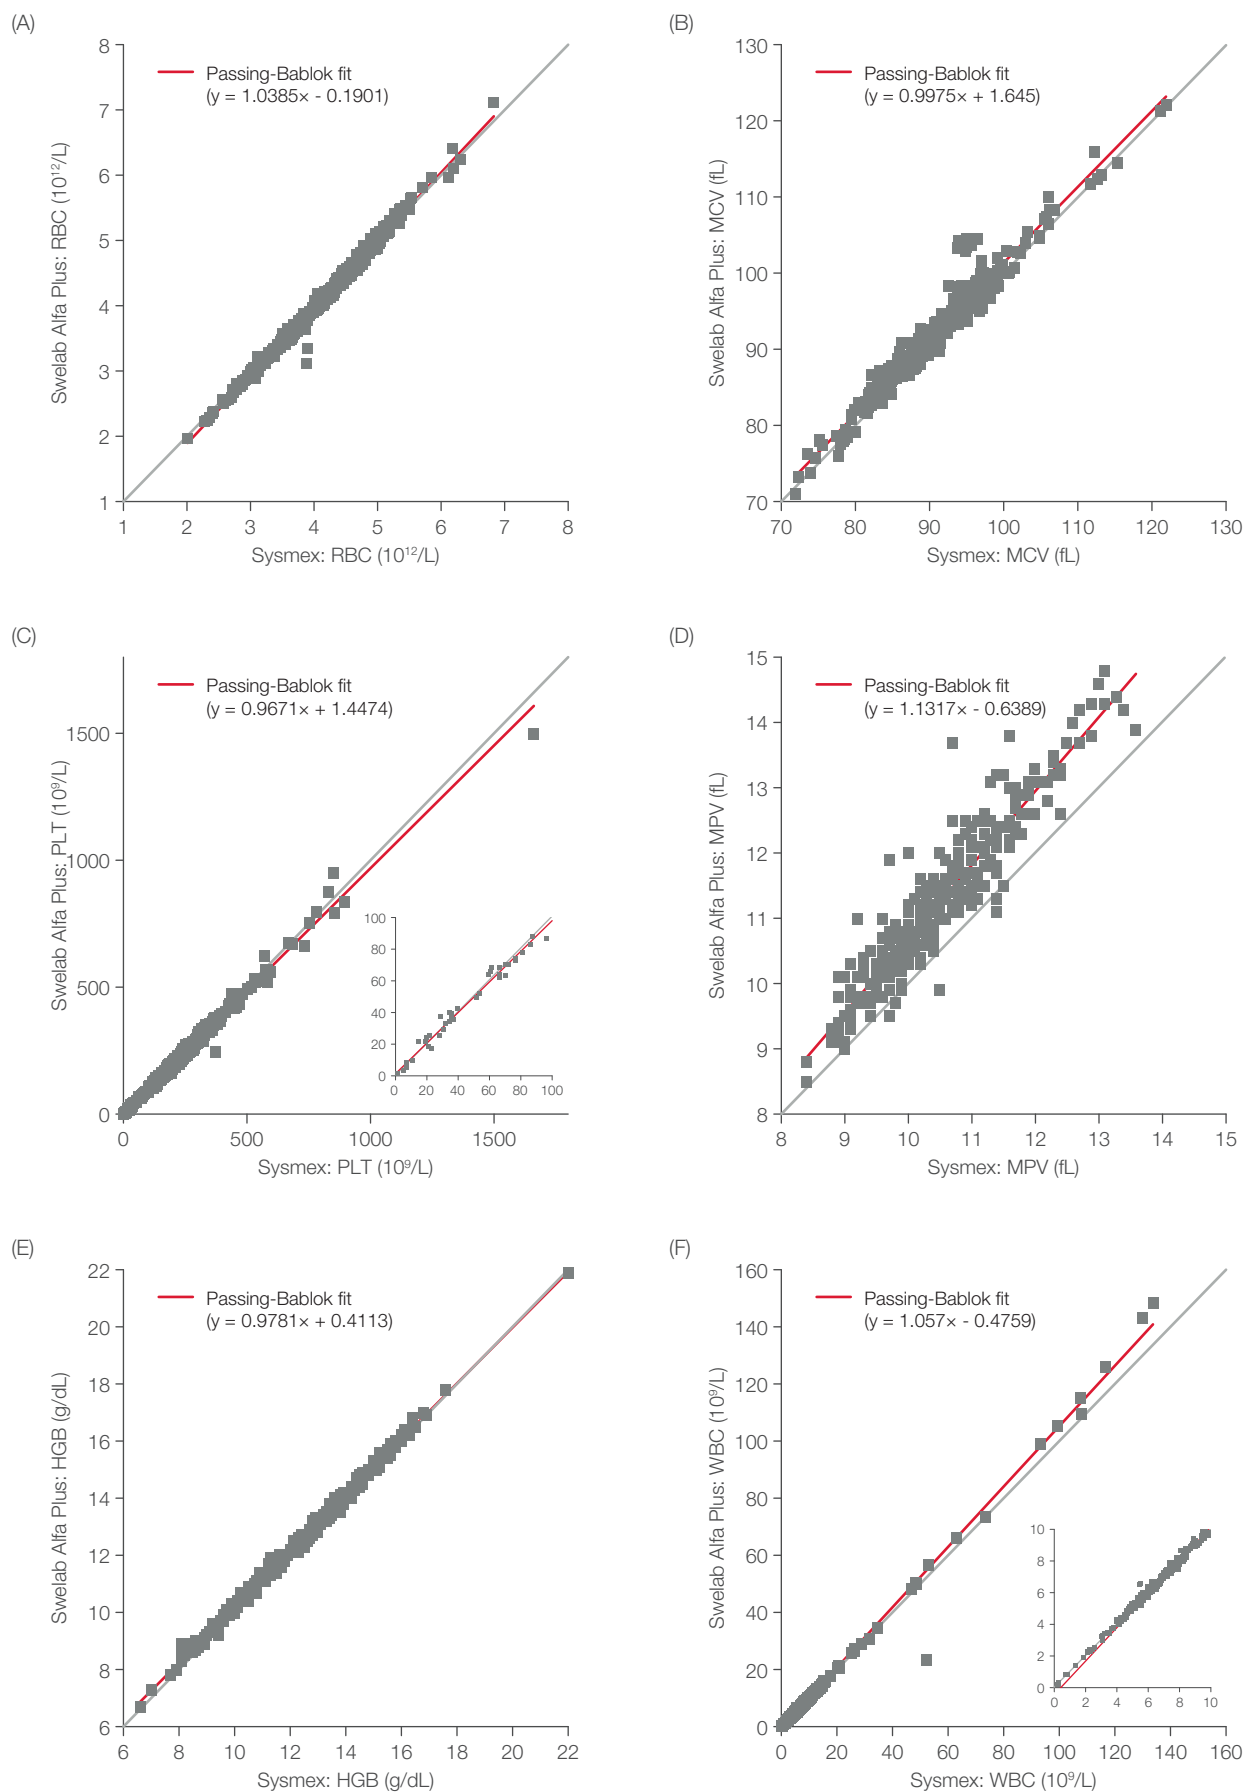 (A)
8
7
6
5
4
3
2
1
1 2 3 4 5 6 7 8
Passing-Bablok fit
(y = 1.0385× - 0.1901)
Swelab Alfa Plus: RBC (10¹²/L)
Sysmex: RBC (10¹²/L)
(B)
130
120
110
100
90
80
70
70 80 90 100 110 120 130
Passing-Bablok fit
(y = 0.9975× + 1.645)
Swelab Alfa Plus: MCV (fL)
Sysmex: MCV (fL)
(C)
1500
1000
500
0
0 500 1000 1500
Passing-Bablok fit
(y = 0.9671× + 1.4474)
Swelab Alfa Plus: PLT (10⁹/L)
100
80
60
40
20
0
0 20 40 60 80 100
Sysmex: PLT (10⁹/L)
(D)
15
14
13
12
11
10
9
8
8 9 10 11 12 13 14 15
Passing-Bablok fit
(y = 1.1317× - 0.6389)
Swelab Alfa Plus: MPV (fL)
Sysmex: MPV (fL)
(E)
22
20
18
16
14
12
10
8
6
6 8 10 12 14 16 18 20 22
Passing-Bablok fit
(y = 0.9781× + 0.4113)
Swelab Alfa Plus: HGB (g/dL)
Sysmex: HGB (g/dL)
(F)
160
140
120
100
80
60
40
20
0
0 20 40 60 80 100 120 140 160
Passing-Bablok fit
(y = 1.057× - 0.4759)
Swelab Alfa Plus: WBC (10⁹/L)
10
8
6
4
2
0
0 2 4 6 8 10
Sysmex: WBC (10⁹/L)